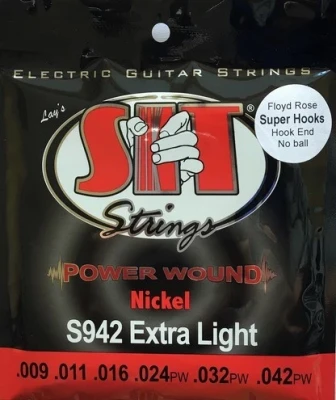 ELECTRIC GUITAR STRINGS
Floyd Rose ®
Super Hooks
Hook End
No ball
Lay's
SIT
Strings
POWER WOUND
Nickel
S942 Extra Light
.009 .011 .016 .024PW .032PW .042PW